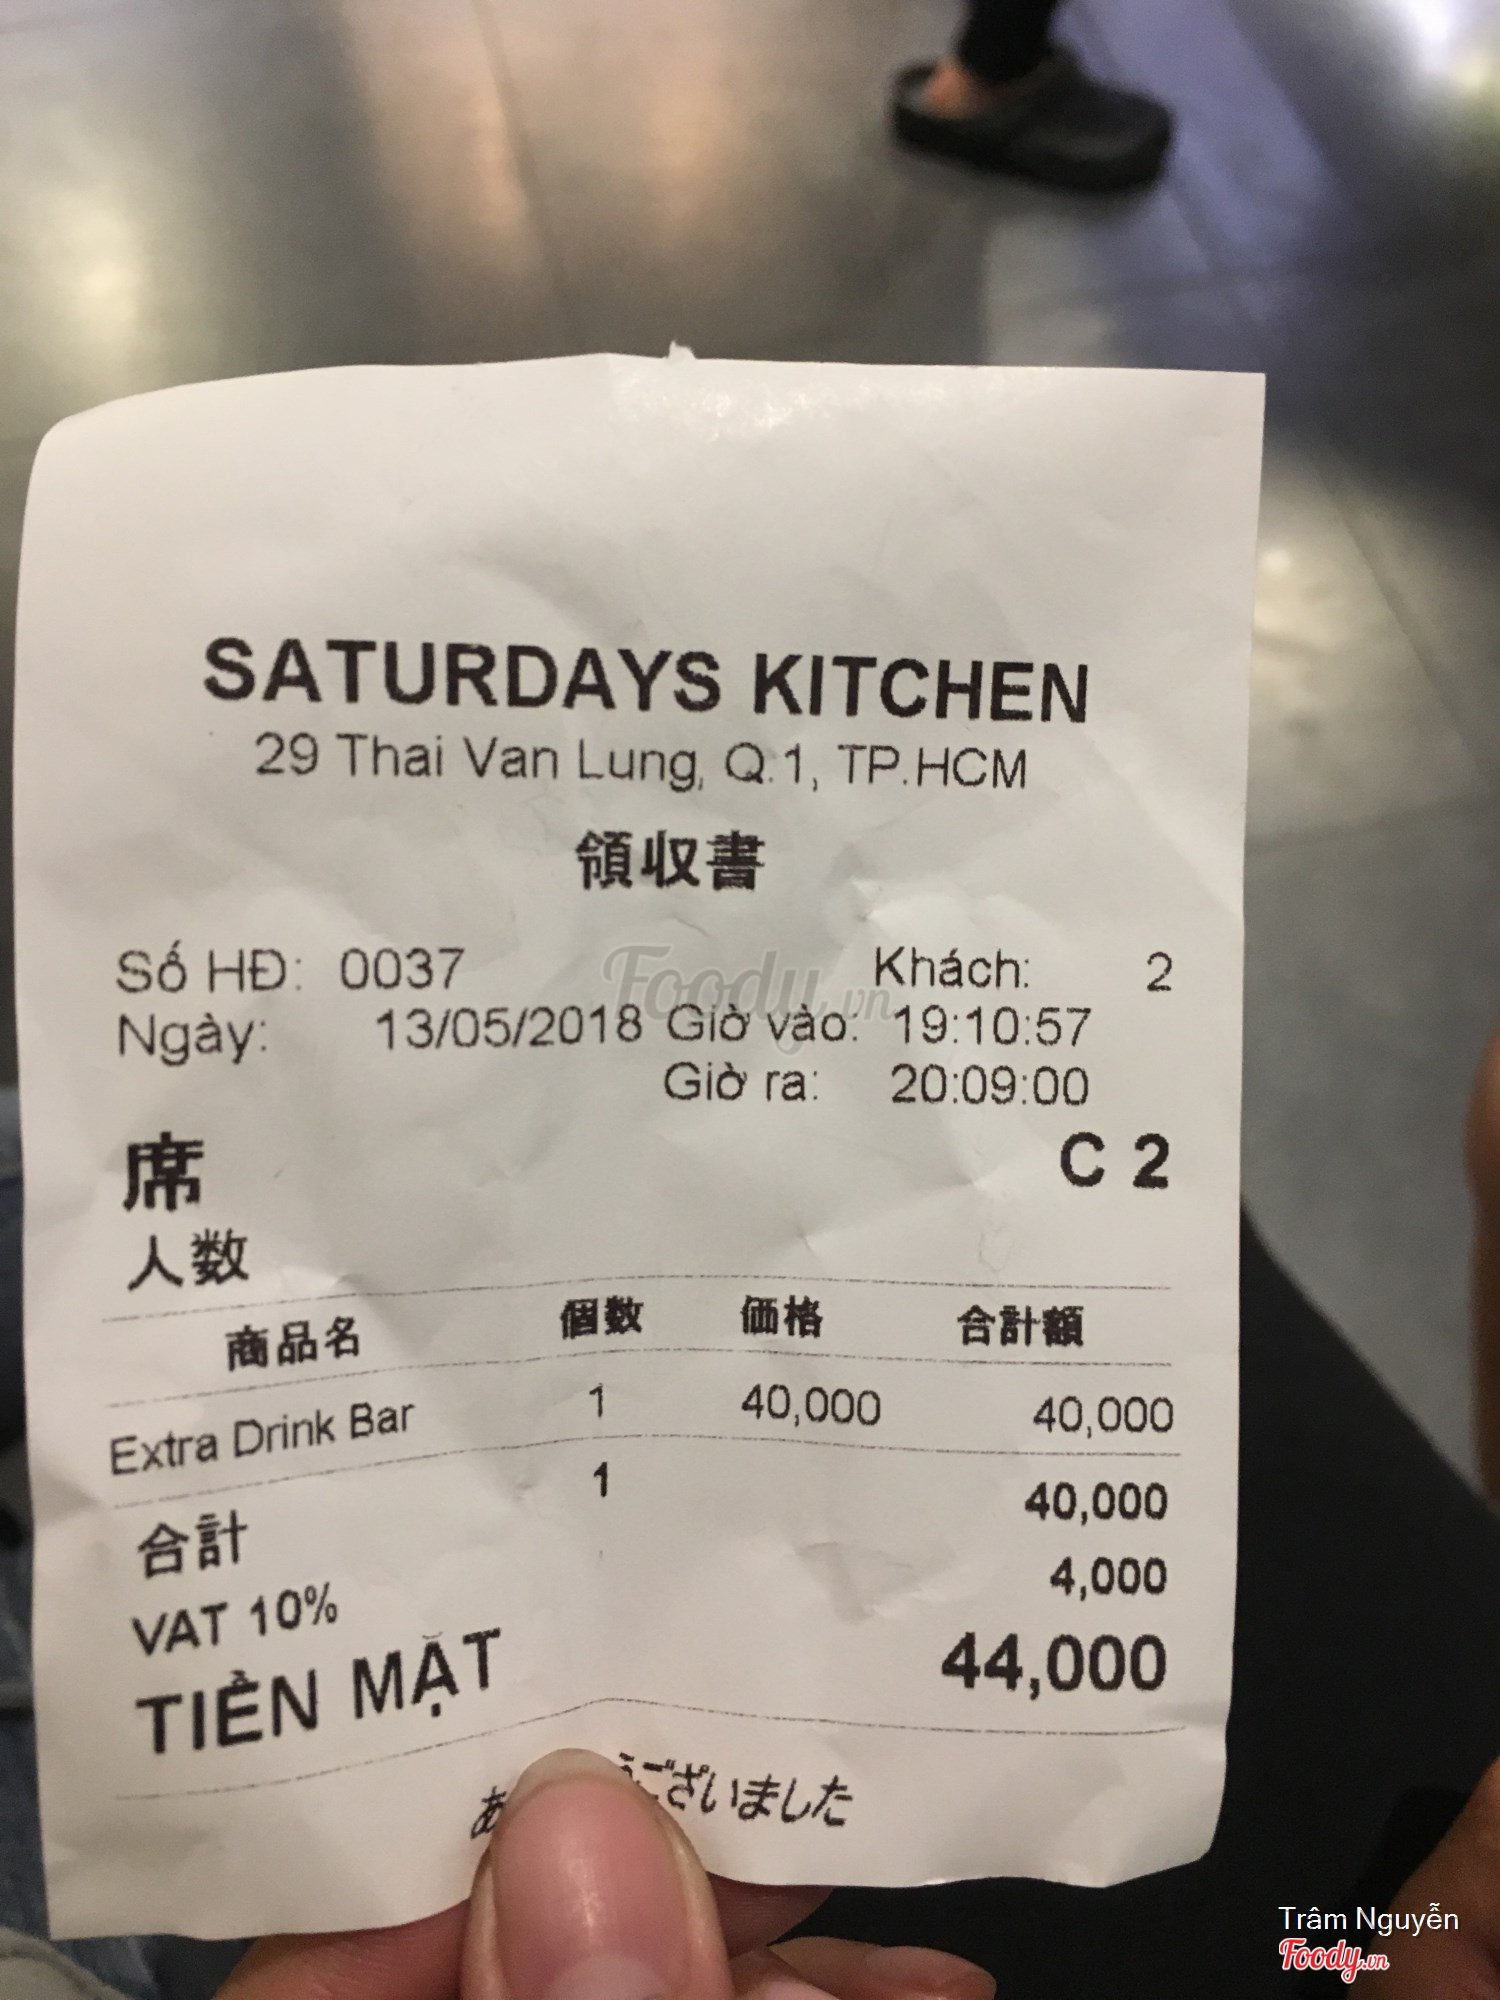 SATURDAYS KITCHEN
29 Thai Van Lung, Q.1, TP.HCM
領収書
Số HĐ: 0037 Khách: 2
Ngày: 13/05/2018 Giờ vào: 19:10:57
Giờ ra: 20:09:00
席 C 2
人数
商品名 個数 価格 合計額
Extra Drink Bar 1 40,000 40,000
合計 1 40,000
VAT 10% 4,000
TIỀN MẶT 44,000
あ うございました
Foody.vn
Trâm Nguyễn
Foody.vn